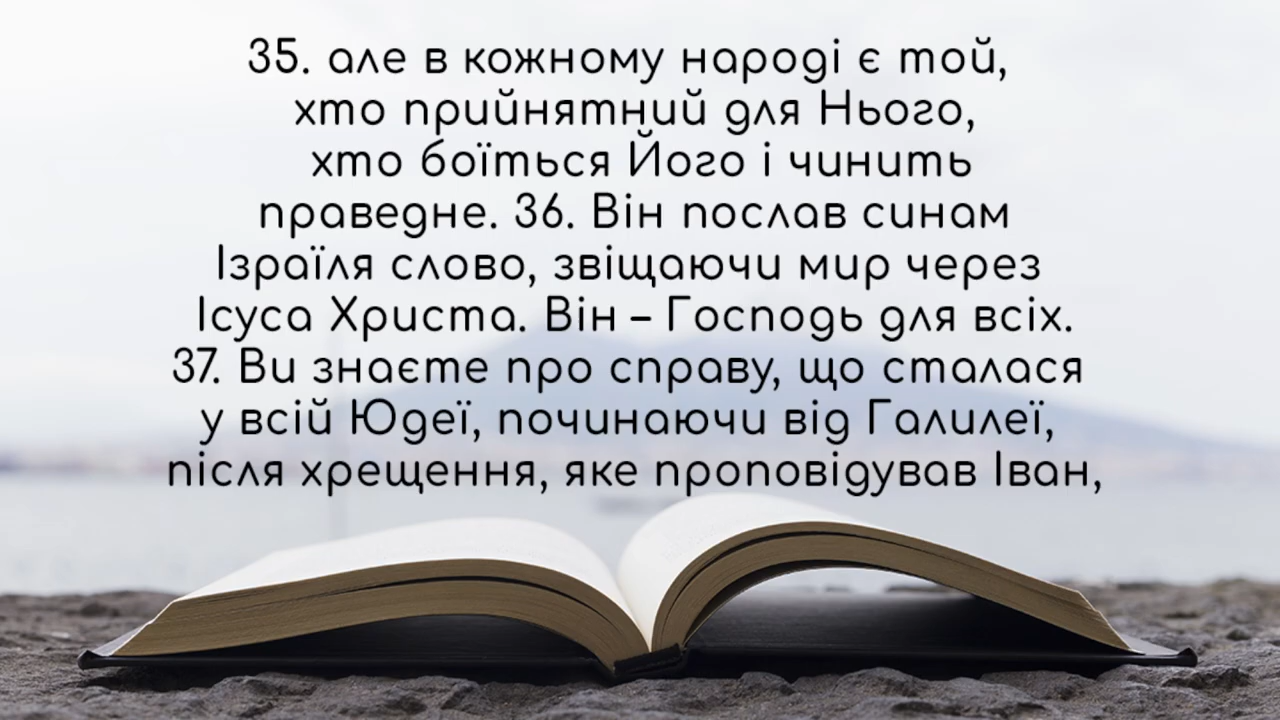 35. але в кожному народі є той,
хто прийнятний для Нього,
хто боїться Його і чинить
праведне. 36. Він послав синам
Ізраїля слово, звіщаючи мир через
Ісуса Христа. Він – Господь для всіх.
37. Ви знаєте про справу, що сталася
у всій Юдеї, починаючи від Галилеї,
після хрещення, яке проповідував Іван,